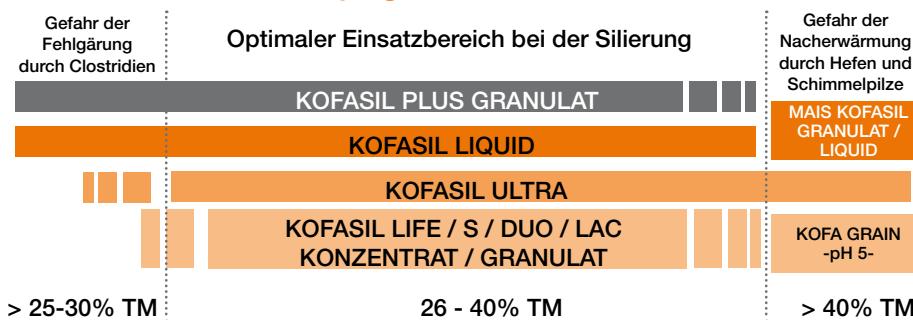 Gefahr der
Fehlgärung
durch Clostridien
Optimaler Einsatzbereich bei der Silierung
Gefahr der
Nacherwärmung
durch Hefen und
Schimmelpilze
KOFASIL PLUS GRANULAT
MAIS KOFASIL
GRANULAT /
LIQUID
KOFASIL LIQUID
KOFASIL ULTRA
KOFASIL LIFE / S / DUO / LAC
KONZENTRAT / GRANULAT
KOFA GRAIN
-pH 5-
> 25-30% TM
26 - 40% TM
> 40% TM